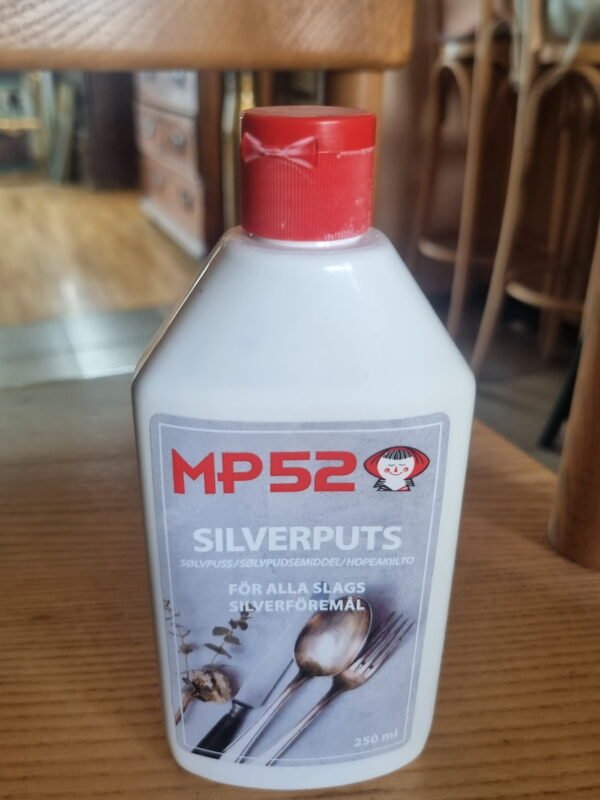 MP52
SILVERPUTS
SØLVPUSS/SØLVPUDSEMIDDEL/HOPEAKIILTO
FÖR ALLA SLAGS
SILVERFÖREMÅL
250 ml